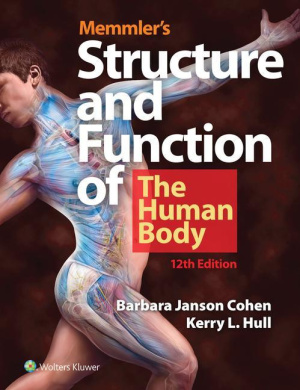 Memmler's
Structure
and
Function
of The
Human
Body
12th Edition
Barbara Janson Cohen
Kerry L. Hull
Wolters Kluwer